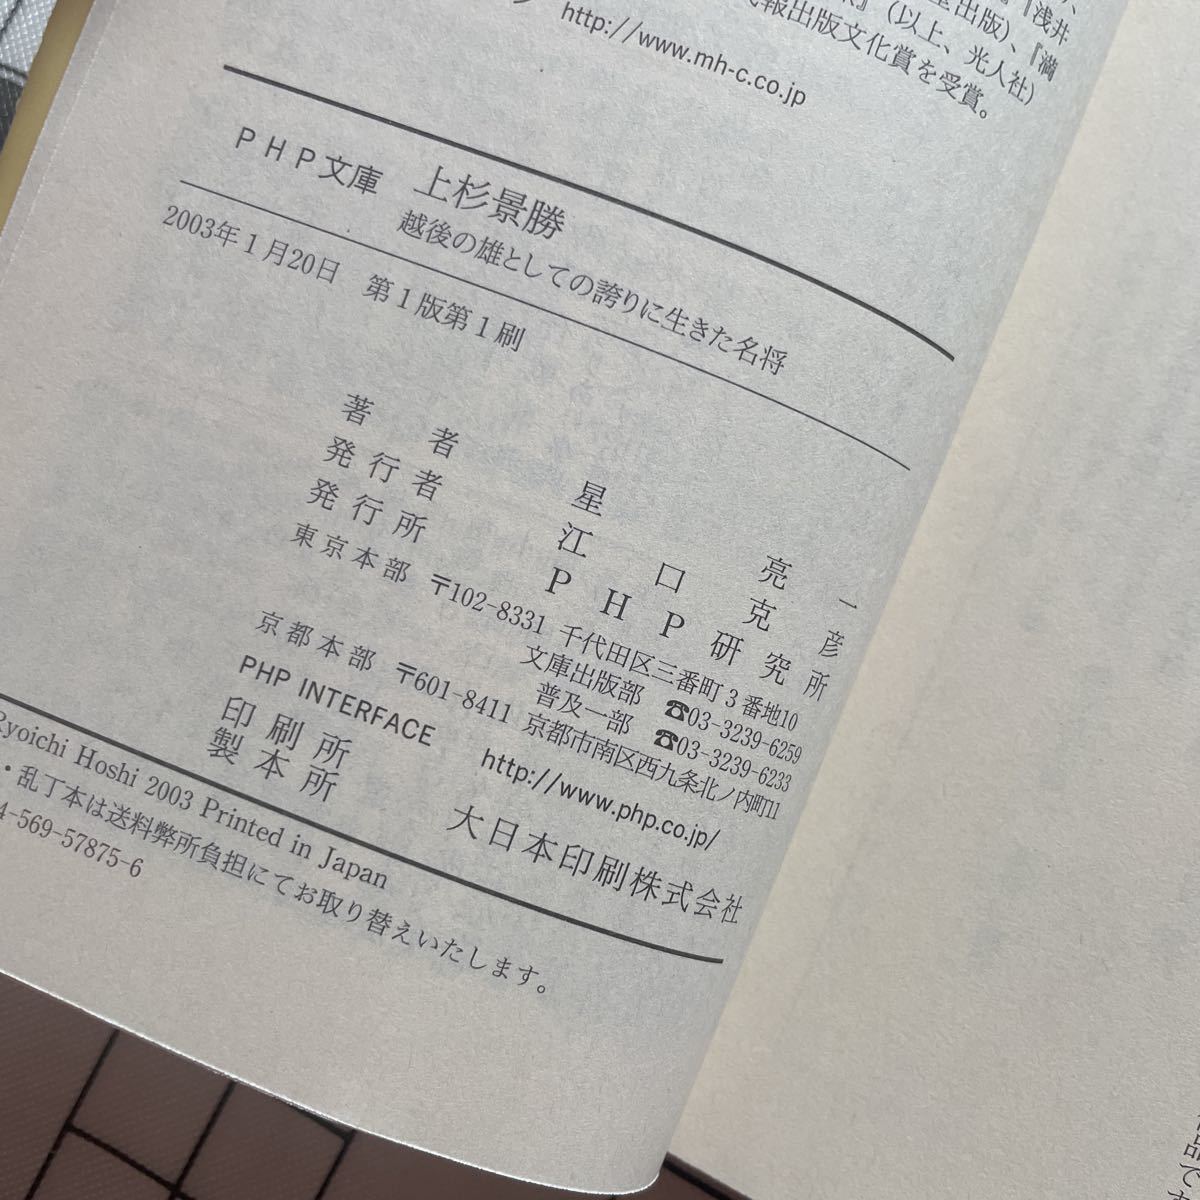 『浅井
出版)、『満
(以上、光人社)
報出版文化賞を受賞。
http://www.mh-c.co.jp
PHP文庫 上杉景勝
越後の雄としての誇りに生きた名将
2003年1月20日 第1版第1刷
著者 星 亮一
発行者 江口克彦
発行所 PHP研究所
東京本部 〒102-8331 千代田区三番町3番地10
文庫出版部 ☎03-3239-6259
普及一部 ☎03-3239-6233
京都本部 〒601-8411 京都市南区西九条北ノ内町11
PHP INTERFACE http://www.php.co.jp/
印刷所
製本所 大日本印刷株式会社
Ryoichi Hoshi 2003 Printed in Japan
・乱丁本は送料弊所負担にてお取り替えいたします。
4-569-57875-6
品です